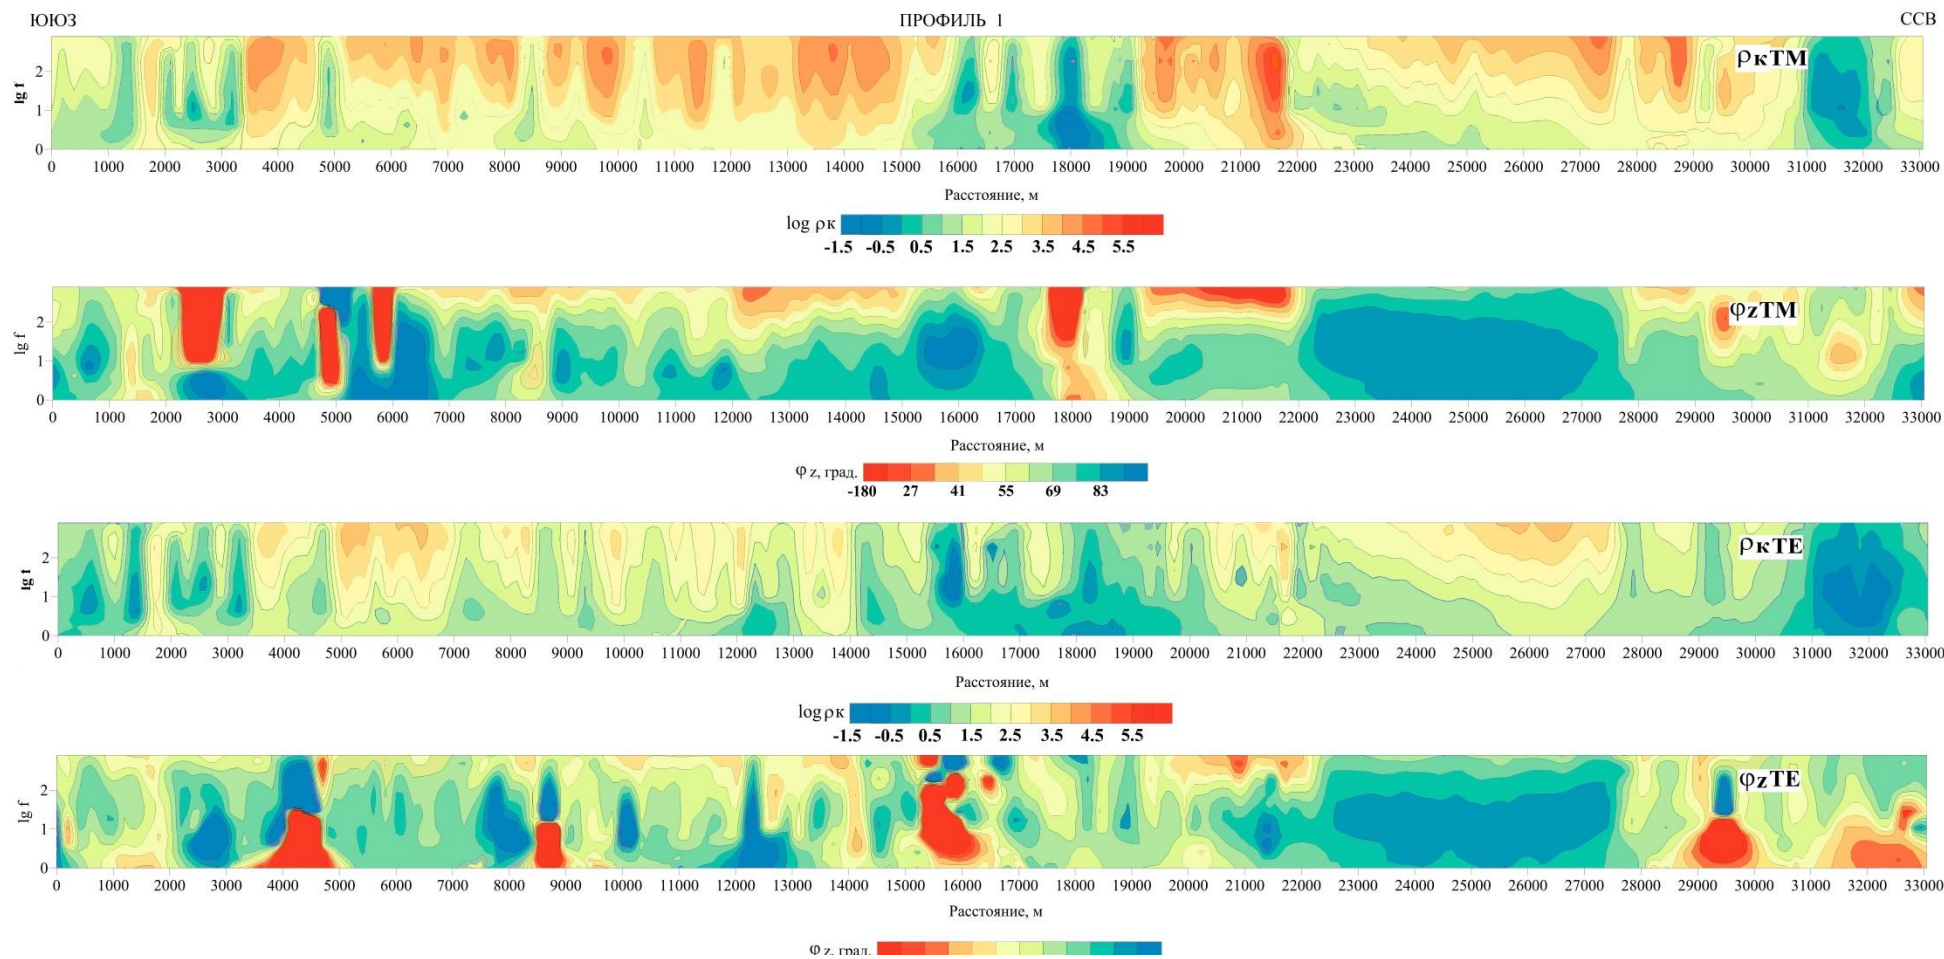 ЮЮЗ ПРОФИЛЬ 1 ССВ
ρкТМ
lg f
2
1
0
0 1000 2000 3000 4000 5000 6000 7000 8000 9000 10000 11000 12000 13000 14000 15000 16000 17000 18000 19000 20000 21000 22000 23000 24000 25000 26000 27000 28000 29000 30000 31000 32000 33000
Расстояние, м
log ρк
-1.5 -0.5 0.5 1.5 2.5 3.5 4.5 5.5
φzТМ
lg f
2
1
0
0 1000 2000 3000 4000 5000 6000 7000 8000 9000 10000 11000 12000 13000 14000 15000 16000 17000 18000 19000 20000 21000 22000 23000 24000 25000 26000 27000 28000 29000 30000 31000 32000 33000
Расстояние, м
φ z, град.
-180 27 41 55 69 83
ρкТЕ
lg f
2
1
0
0 1000 2000 3000 4000 5000 6000 7000 8000 9000 10000 11000 12000 13000 14000 15000 16000 17000 18000 19000 20000 21000 22000 23000 24000 25000 26000 27000 28000 29000 30000 31000 32000 33000
Расстояние, м
log ρк
-1.5 -0.5 0.5 1.5 2.5 3.5 4.5 5.5
φzТЕ
lg f
2
1
0
0 1000 2000 3000 4000 5000 6000 7000 8000 9000 10000 11000 12000 13000 14000 15000 16000 17000 18000 19000 20000 21000 22000 23000 24000 25000 26000 27000 28000 29000 30000 31000 32000 33000
Расстояние, м
φ z, град.